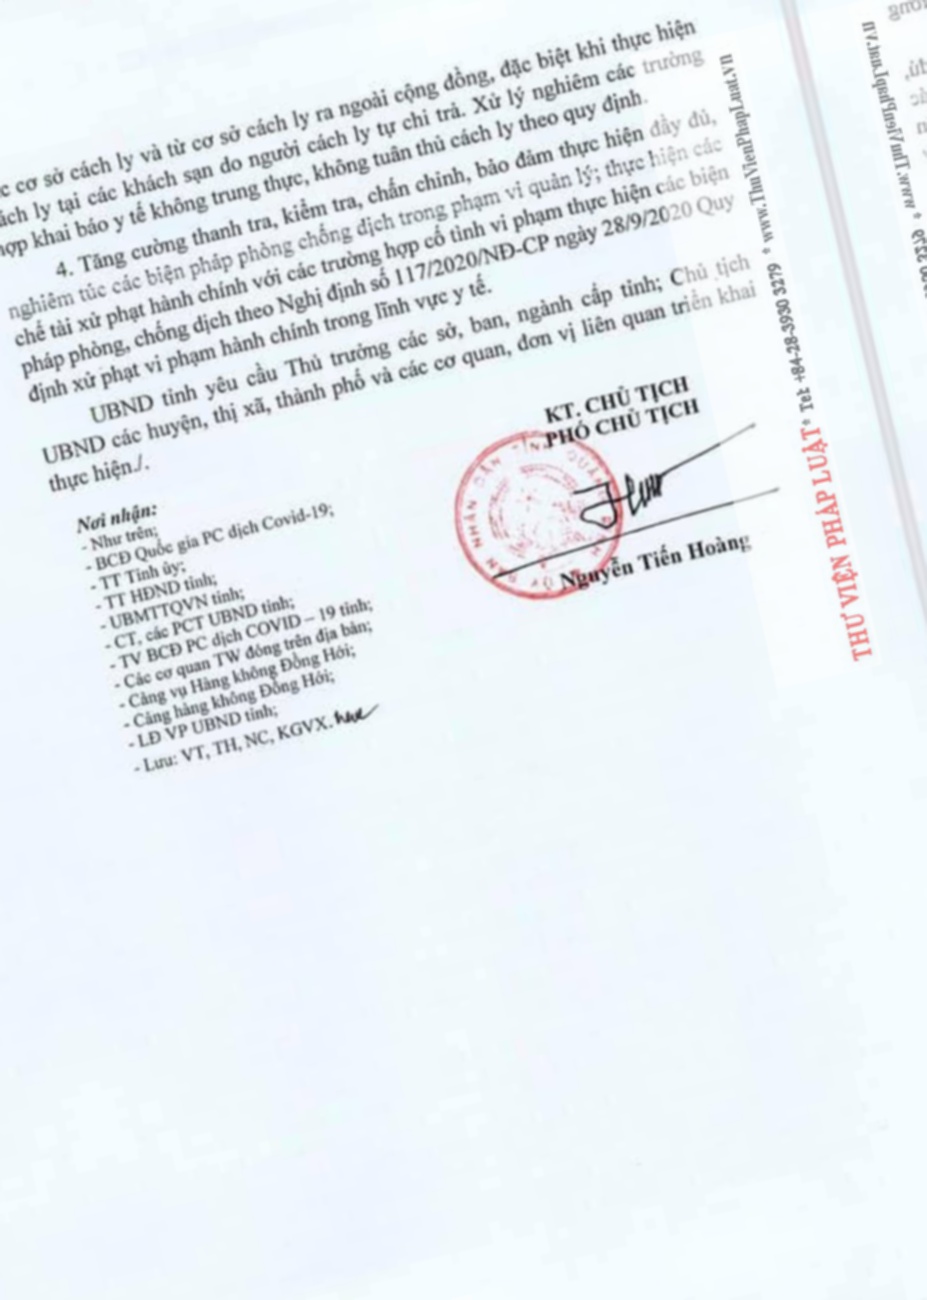 cơ sở cách ly và từ cơ sở cách ly ra ngoài cộng đồng, đặc biệt khi thực hiện
cách ly tại các khách sạn do người cách ly tự chi trả. Xử lý nghiêm các trường
hợp khai báo y tế không trung thực, không tuân thủ cách ly theo quy định.
4. Tăng cường thanh tra, kiểm tra, chấn chỉnh, bảo đảm thực hiện đầy đủ,
nghiêm túc các biện pháp phòng chống dịch trong phạm vi quản lý; thực hiện các
chế tài xử phạt hành chính với các trường hợp cố tình vi phạm thực hiện các biện
pháp phòng, chống dịch theo Nghị định số 117/2020/NĐ-CP ngày 28/9/2020 Quy
định xử phạt vi phạm hành chính trong lĩnh vực y tế.
UBND tỉnh yêu cầu Thủ trưởng các sở, ban, ngành cấp tỉnh; Chủ tịch
UBND các huyện, thị xã, thành phố và các cơ quan, đơn vị liên quan triển khai
thực hiện./.
KT. CHỦ TỊCH
PHÓ CHỦ TỊCH
Nguyễn Tiến Hoàng
Nơi nhận:
- Như trên;
- BCĐ Quốc gia PC dịch Covid-19;
- TT Tỉnh ủy;
- TT HĐND tỉnh;
- UBMTTQVN tỉnh;
- CT, các PCT UBND tỉnh;
- TV BCĐ PC dịch COVID – 19 tỉnh;
- Các cơ quan TW đóng trên địa bàn;
- Cảng vụ Hàng không Đồng Hới;
- Cảng hàng không Đồng Hới;
- LĐ VP UBND tỉnh;
- Lưu: VT, TH, NC, KGVX.
THƯ VIỆN PHÁP LUẬT * Tel: +84-28-3930 3279 * www.ThuVienPhapLuat.vn